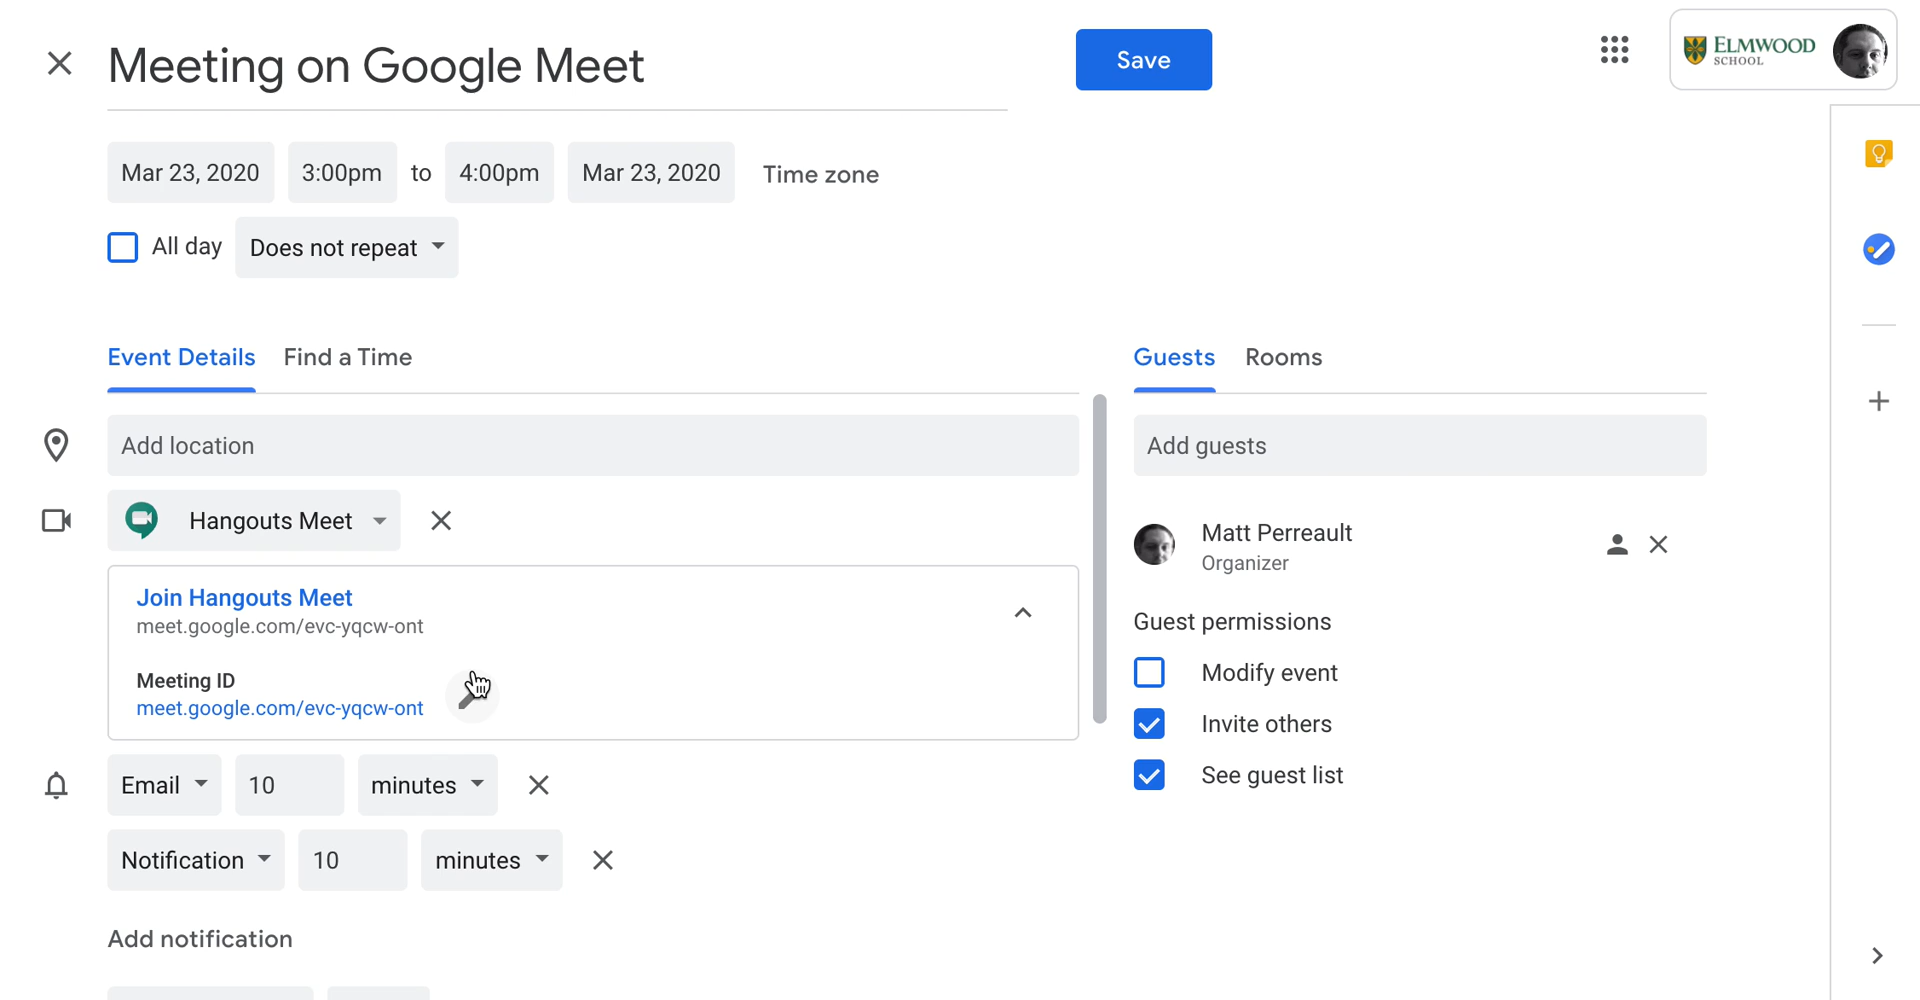 Meeting on Google Meet
Save
ELMWOOD
SCHOOL
Mar 23, 2020 3:00pm to 4:00pm Mar 23, 2020 Time zone
All day Does not repeat
Event Details Find a Time
Guests Rooms
Add location
Add guests
Hangouts Meet
Matt Perreault
Organizer
Join Hangouts Meet
meet.google.com/evc-yqcw-ont
Meeting ID
meet.google.com/evc-yqcw-ont
Guest permissions
Modify event
Invite others
See guest list
Email 10 minutes
Notification 10 minutes
Add notification